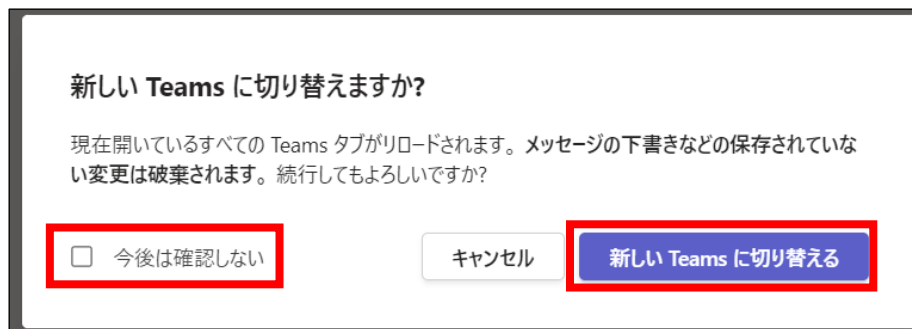 新しい Teams に切り替えますか?
現在開いているすべての Teams タブがリロードされます。メッセージの下書きなどの保存されていな
い変更は破棄されます。続行してもよろしいですか?
今後は確認しない
キャンセル
新しい Teams に切り替える